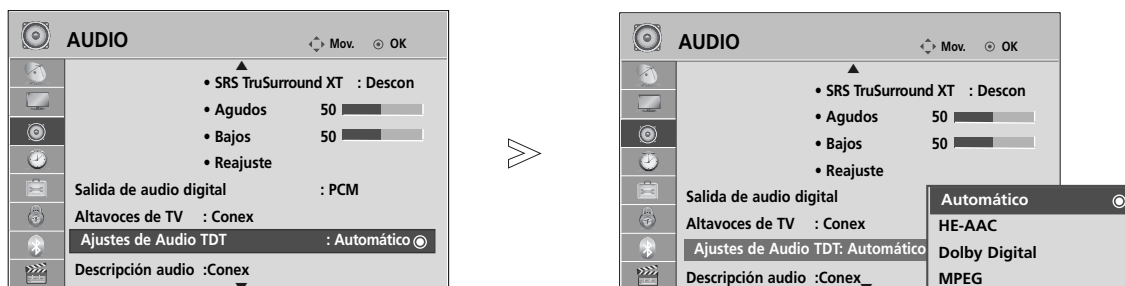 AUDIO
Mov. OK
• SRS TruSurround XT : Descon
• Agudos 50
• Bajos 50
• Reajuste
Salida de audio digital : PCM
Altavoces de TV : Conex
Ajustes de Audio TDT : Automático
Descripción audio :Conex
AUDIO
Mov. OK
• SRS TruSurround XT : Descon
• Agudos 50
• Bajos 50
• Reajuste
Salida de audio digital
Altavoces de TV : Conex
Ajustes de Audio TDT: Automático
Descripción audio :Conex
Automático
HE-AAC
Dolby Digital
MPEG